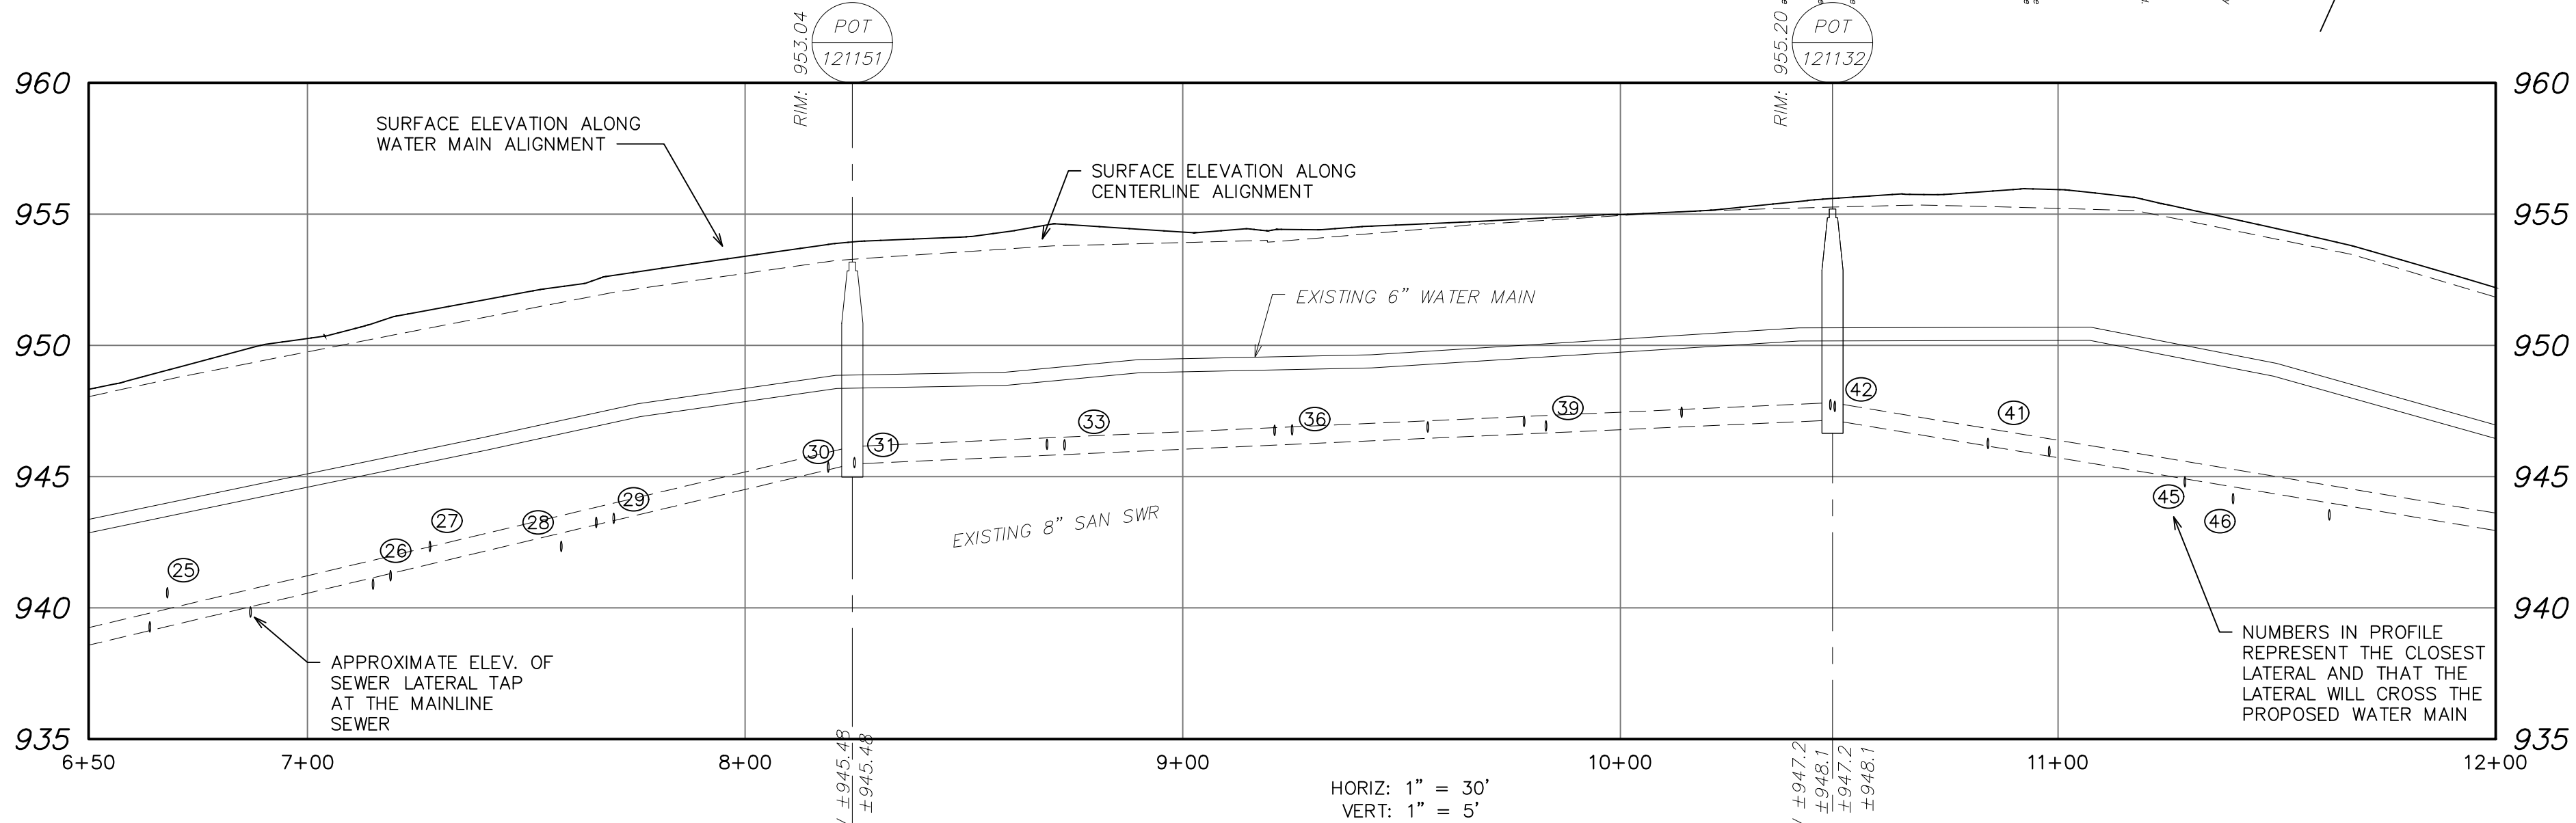 RIM: 953.04
POT
121151
RIM: 955.20
POT
121132
960
960
SURFACE ELEVATION ALONG
WATER MAIN ALIGNMENT
SURFACE ELEVATION ALONG
CENTERLINE ALIGNMENT
955
955
EXISTING 6" WATER MAIN
950
950
42
39
41
36
33
31
30
945
945
29
45
28
27
46
EXISTING 8" SAN SWR
26
25
940
940
APPROXIMATE ELEV. OF
SEWER LATERAL TAP
AT THE MAINLINE
SEWER
NUMBERS IN PROFILE
REPRESENT THE CLOSEST
LATERAL AND THAT THE
LATERAL WILL CROSS THE
PROPOSED WATER MAIN
935
935
6+50
7+00
8+00
9+00
10+00
11+00
12+00
±945.48
±945.48
±947.2
±948.1
±947.2
±948.1
HORIZ: 1" = 30'
VERT: 1" = 5'